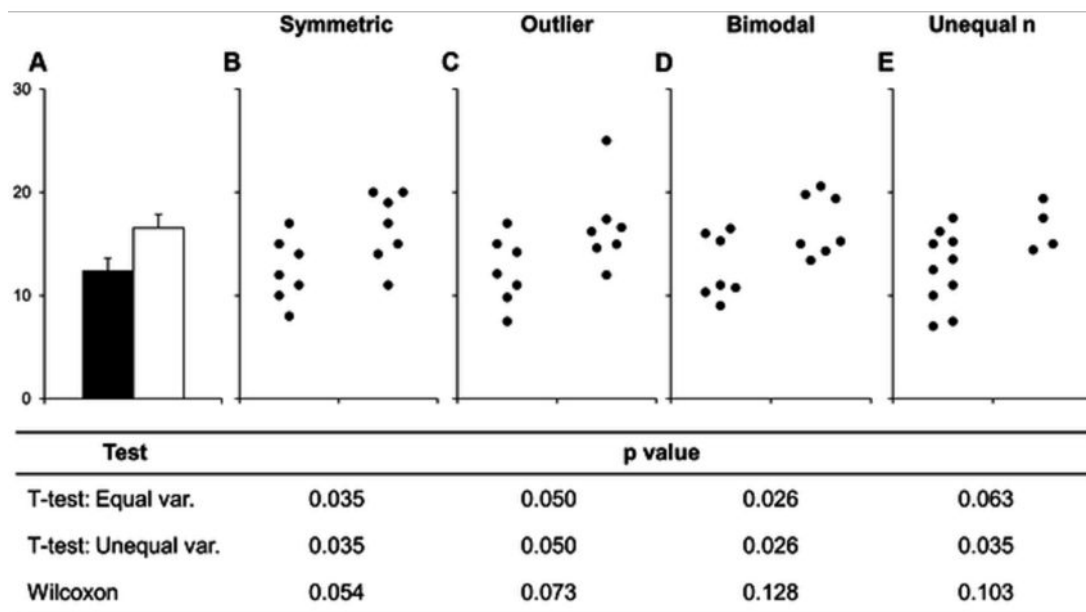 Symmetric Outlier Bimodal Unequal n
A B C D E
30
20
10
0
Test p value
T-test: Equal var. 0.035 0.050 0.026 0.063
T-test: Unequal var. 0.035 0.050 0.026 0.035
Wilcoxon 0.054 0.073 0.128 0.103